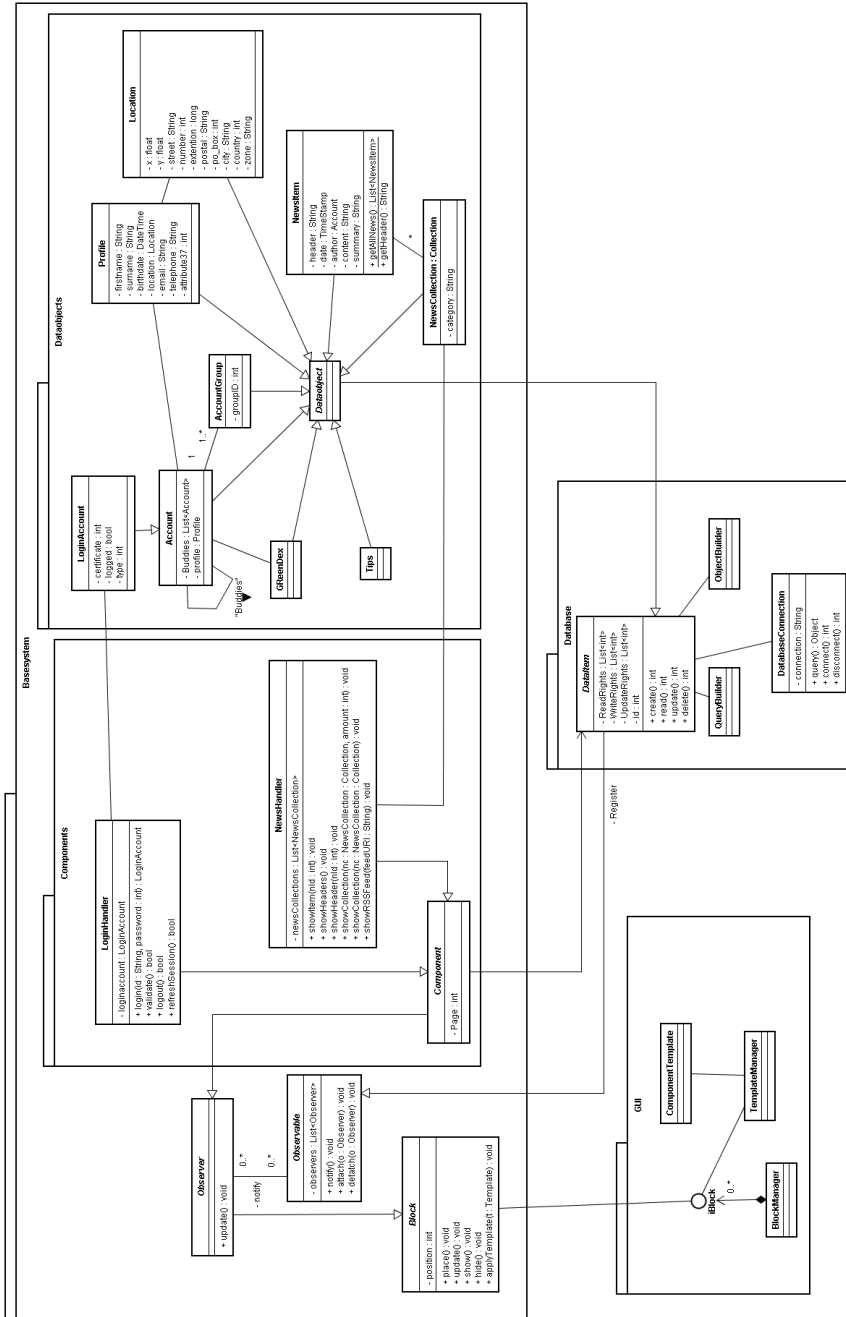 Basesystem
Dataobjects
Location
- x : float
- y : float
- street : String
- number : int
- extention : long
- postal : String
- po_box : int
- city : String
- country : int
- zone : String
Profile
- firstname : String
- surname : String
- birthdate : DateTime
- location : Location
- email : String
- telephone : String
- attribute37 : int
NewsItem
- header : String
- date : TimeStamp
- author : Account
- content : String
- summary : String
+ getAllNews() : List<NewsItem>
+ getHeader() : String
*
NewsCollection : Collection
- category : String
AccountGroup
- groupID : int
Dataobject
1
1..*
LoginAccount
- certificate : int
- logged : bool
- type : int
Account
- Buddies : List<Account>
- profile : Profile
"Buddies"
GReenDex
Tips
Components
LoginHandler
- loginaccount : LoginAccount
+ login(id : String, password : int) : LoginAccount
+ validate() : bool
+ logout() : bool
+ refreshSession() : bool
NewsHandler
- newsCollections : List<NewsCollection>
+ showItem(nId : int) : void
+ showHeaders() : void
+ showHeader(nId : int) : void
+ showCollection(nc : NewsCollection : Collection, amount : int) : void
+ showCollection(nc : NewsCollection : Collection) : void
+ showRSSFeed(feedURI : String) : void
Component
- Page : int
Observer
+ update() : void
0..*
- notify
0..*
Observable
- observers : List<Observer>
+ notify() : void
+ attach(o : Observer) : void
+ detatch(o : Observer) : void
Block
- position : int
+ place() : void
+ update() : void
+ show() : void
+ hide() : void
+ applyTemplate(t : Template) : void
Database
DataItem
- ReadRights : List<int>
- WriteRights : List<int>
- UpdateRights : List<int>
- id : int
+ create() : int
+ read() : int
+ update() : int
+ delete() : int
- Register
ObjectBuilder
QueryBuilder
DatabaseConnection
- connection : String
+ query() : Object
+ connect() : int
+ disconnect() : int
GUI
ComponentTemplate
TemplateManager
iBlock
0..*
BlockManager